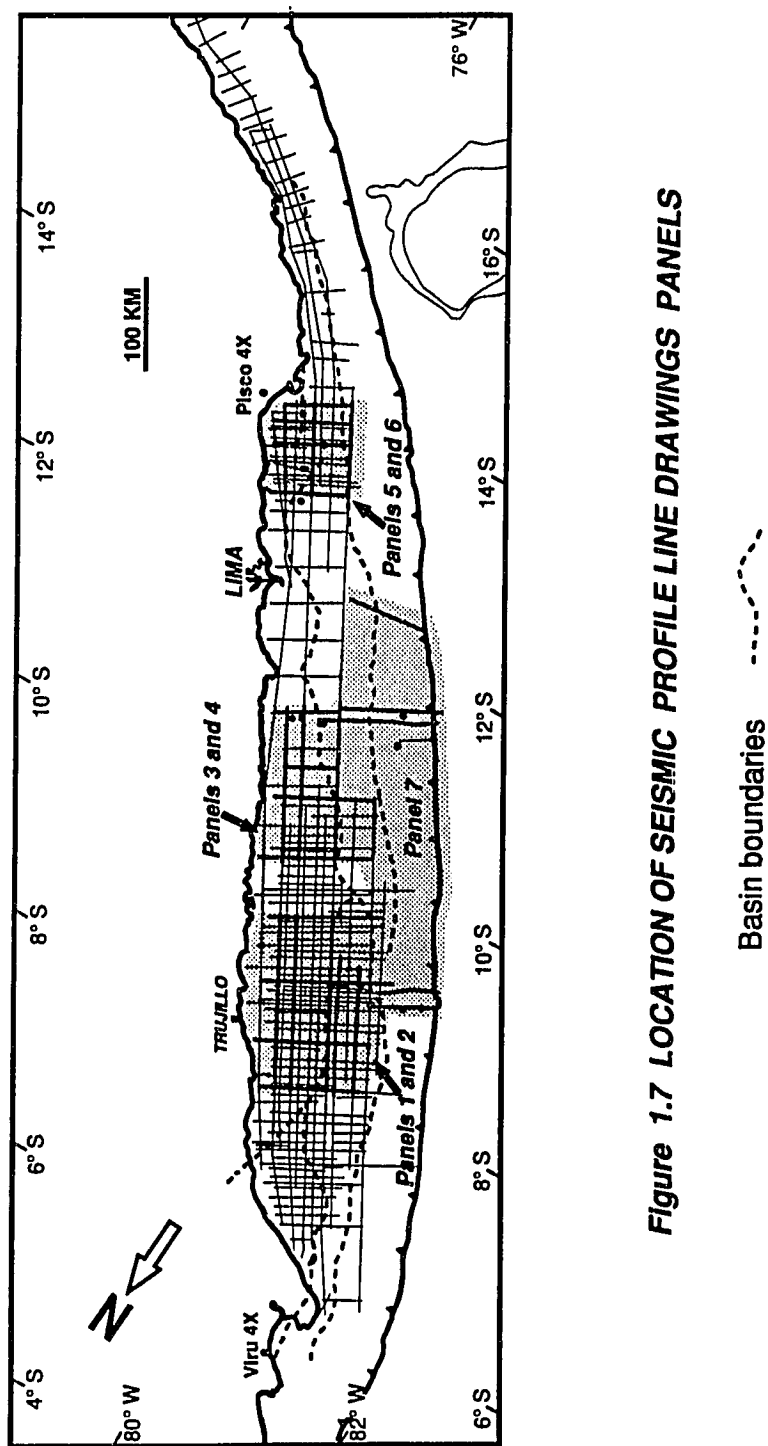 4° S
6° S
8° S
10° S
12° S
14° S
80° W
N
Viru 4X
TRUJILLO
Panels 3 and 4
LIMA
Pisco 4X
100 KM
82° W
Panels 1 and 2
Panel 7
Panels 5 and 6
76° W
6° S
8° S
10° S
12° S
14° S
16° S
Figure 1.7 LOCATION OF SEISMIC PROFILE LINE DRAWINGS PANELS
Basin boundaries